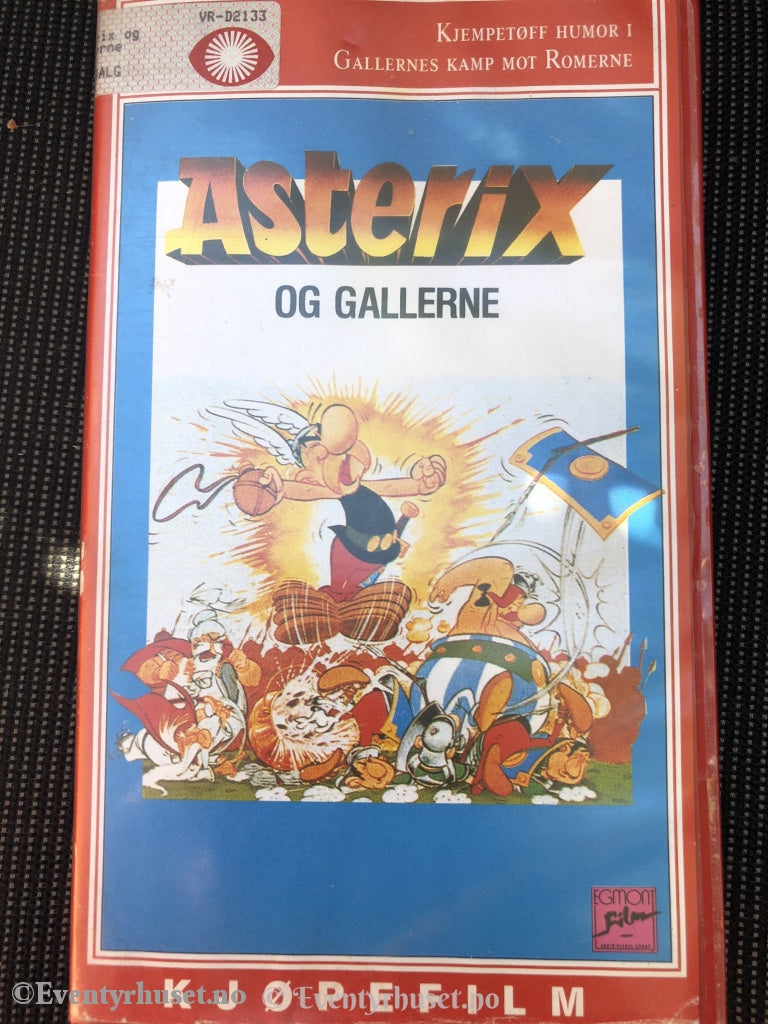 VR-D2133
ix og
rne
ALG
KJEMPETØFF HUMOR I
GALLERNES KAMP MOT ROMERNE
Asterix
OG GALLERNE
EGMONT
Film
KJØPEFILM
©Eventyrhuset.no
©Eventyrhuset.no